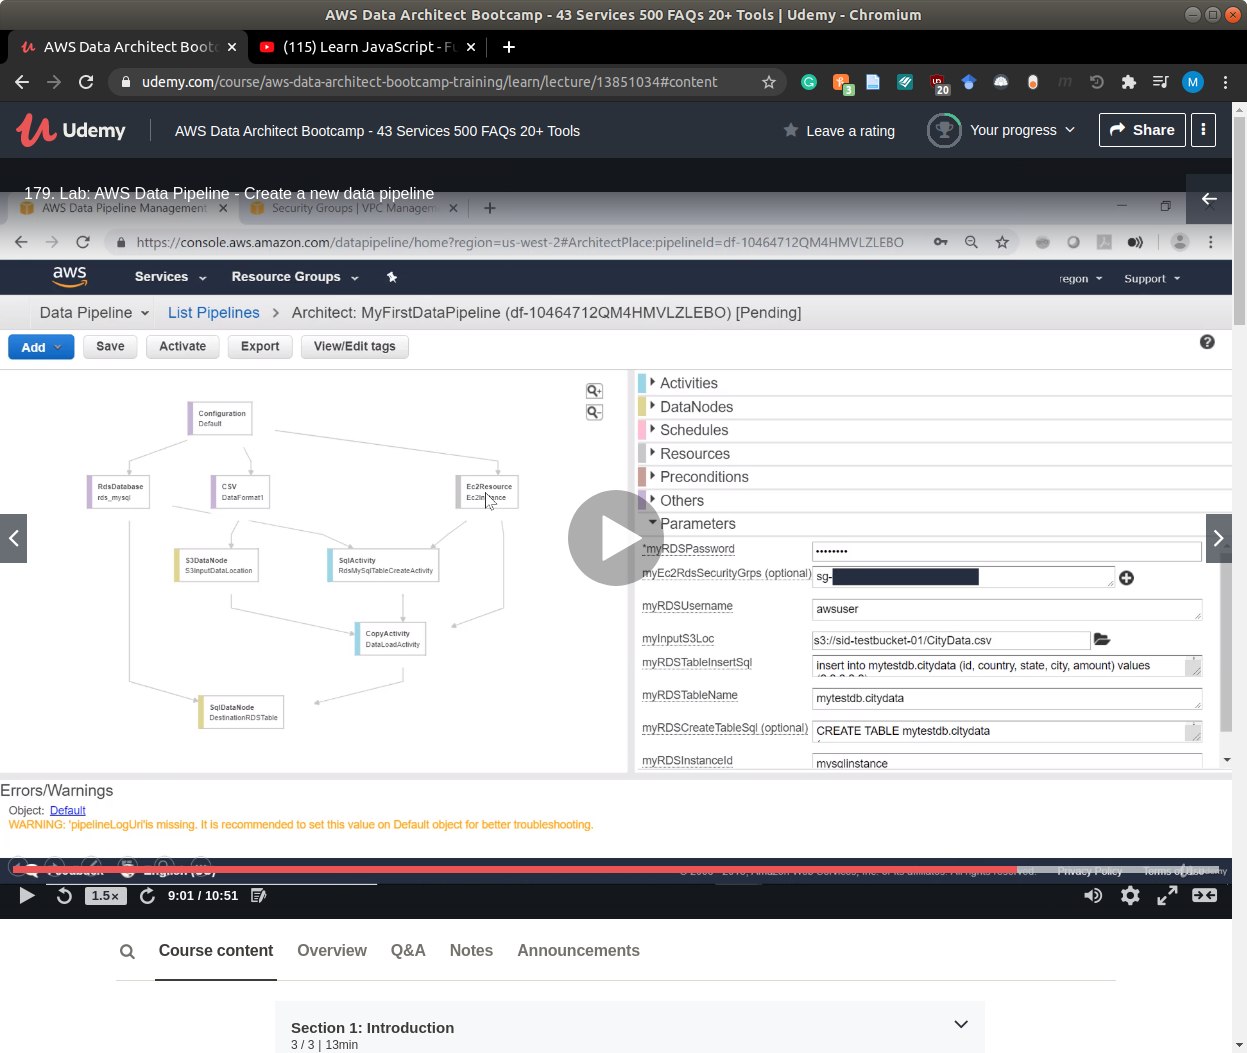 AWS Data Architect Bootcamp - 43 Services 500 FAQs 20+ Tools | Udemy - Chromium
AWS Data Architect Bootc
(115) Learn JavaScript - Fu
udemy.com/course/aws-data-architect-bootcamp-training/learn/lecture/13851034#content
3
20
M
Udemy
AWS Data Architect Bootcamp - 43 Services 500 FAQs 20+ Tools
Leave a rating
Your progress
Share
179. Lab: AWS Data Pipeline - Create a new data pipeline
AWS Data Pipeline Management
Security Groups | VPC Managem
https://console.aws.amazon.com/datapipeline/home?region=us-west-2#ArchitectPlace:pipelineId=df-10464712QM4HMVLZLEBO
aws
Services
Resource Groups
regon
Support
Data Pipeline
List Pipelines
Architect: MyFirstDataPipeline (df-10464712QM4HMVLZLEBO) [Pending]
Add
Save
Activate
Export
View/Edit tags
Configuration
Default
RdsDatabase
rds_mysql
CSV
DataFormat1
Ec2Resource
Ec2Instance
S3DataNode
S3InputDataLocation
SqlActivity
RdsMySqlTableCreateActivity
CopyActivity
DataLoadActivity
SqlDataNode
DestinationRDSTable
Activities
DataNodes
Schedules
Resources
Preconditions
Others
Parameters
*myRDSPassword
••••••••
myEc2RdsSecurityGrps (optional)
sg-
myRDSUsername
awsuser
myInputS3Loc
s3://sid-testbucket-01/CityData.csv
myRDSTableInsertSql
insert into mytestdb.citydata (id, country, state, city, amount) values
myRDSTableName
mytestdb.citydata
myRDSCreateTableSql (optional)
CREATE TABLE mytestdb.citydata
myRDSInstanceId
mysqlinstance
Errors/Warnings
Object: Default
WARNING: 'pipelineLogUri'is missing. It is recommended to set this value on Default object for better troubleshooting.
Privacy Policy
1.5×
9:01 / 10:51
Course content
Overview
Q&A
Notes
Announcements
Section 1: Introduction
3 / 3 | 13min